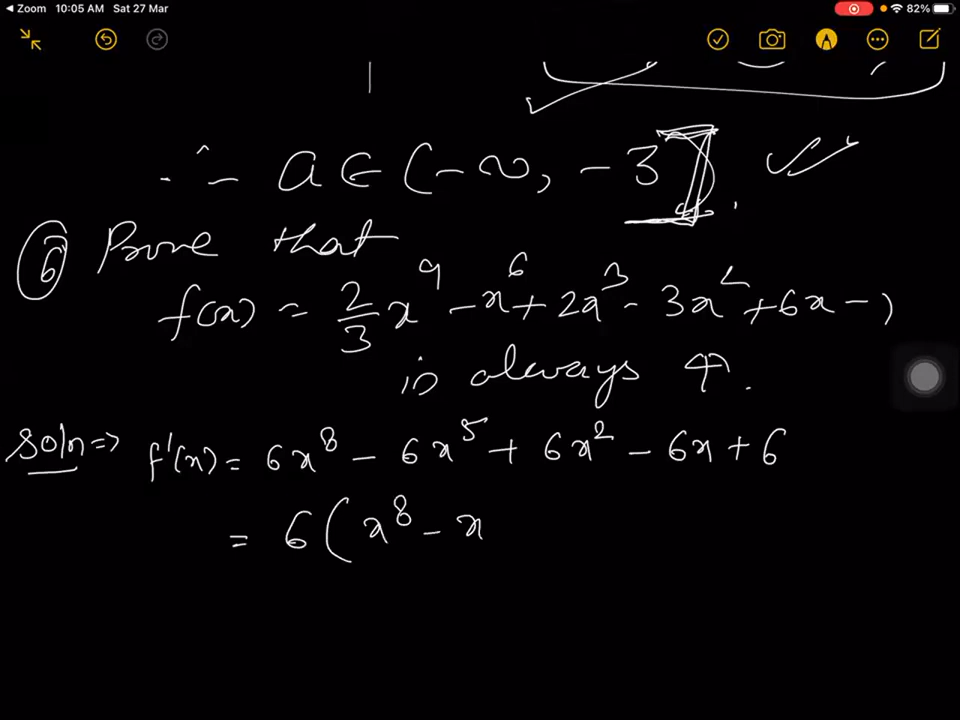 Zoom 10:05 AM Sat 27 Mar 82%
∴ a ∈ (-∞, -3].
⑥ Prove that
f(x) = 2/3 x^9 - x^6 + 2x^3 - 3x^2 + 6x - 1
is always ↑.
Soln ⇒ f'(x) = 6x^8 - 6x^5 + 6x^2 - 6x + 6
= 6(x^8 - x